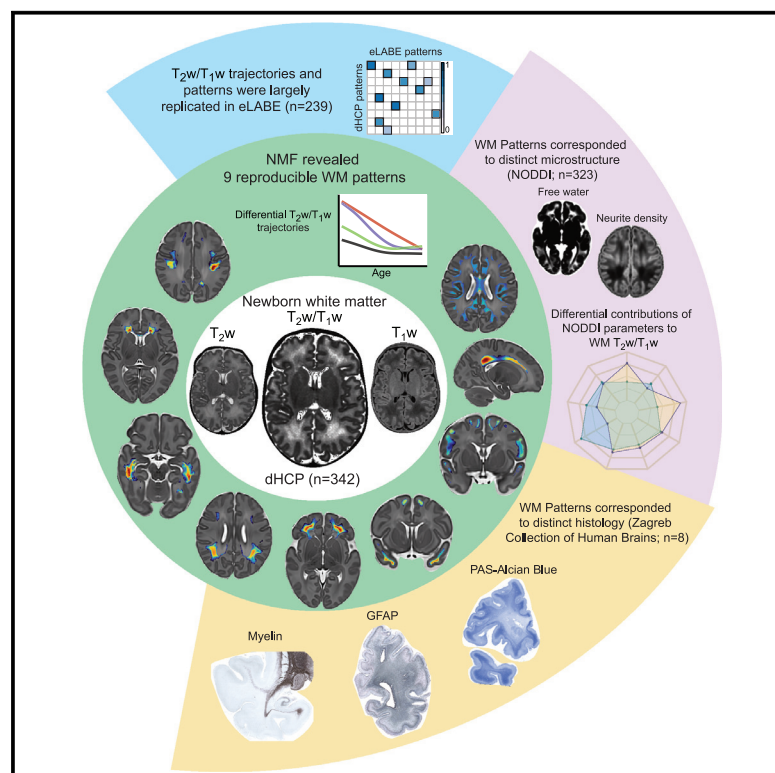 T2w/T1w trajectories and
patterns were largely
replicated in eLABE (n=239)
eLABE patterns
dHCP patterns
1
0
NMF revealed
9 reproducible WM patterns
Differential T2w/T1w
trajectories
Age
Newborn white matter
T2w
T2w/T1w
T1w
dHCP (n=342)
WM Patterns corresponded
to distinct microstructure
(NODDI; n=323)
Free water
Neurite density
Differential contributions of
NODDI parameters to
WM T2w/T1w
WM Patterns corresponded
to distinct histology (Zagreb
Collection of Human Brains; n=8)
PAS-Alcian Blue
GFAP
Myelin